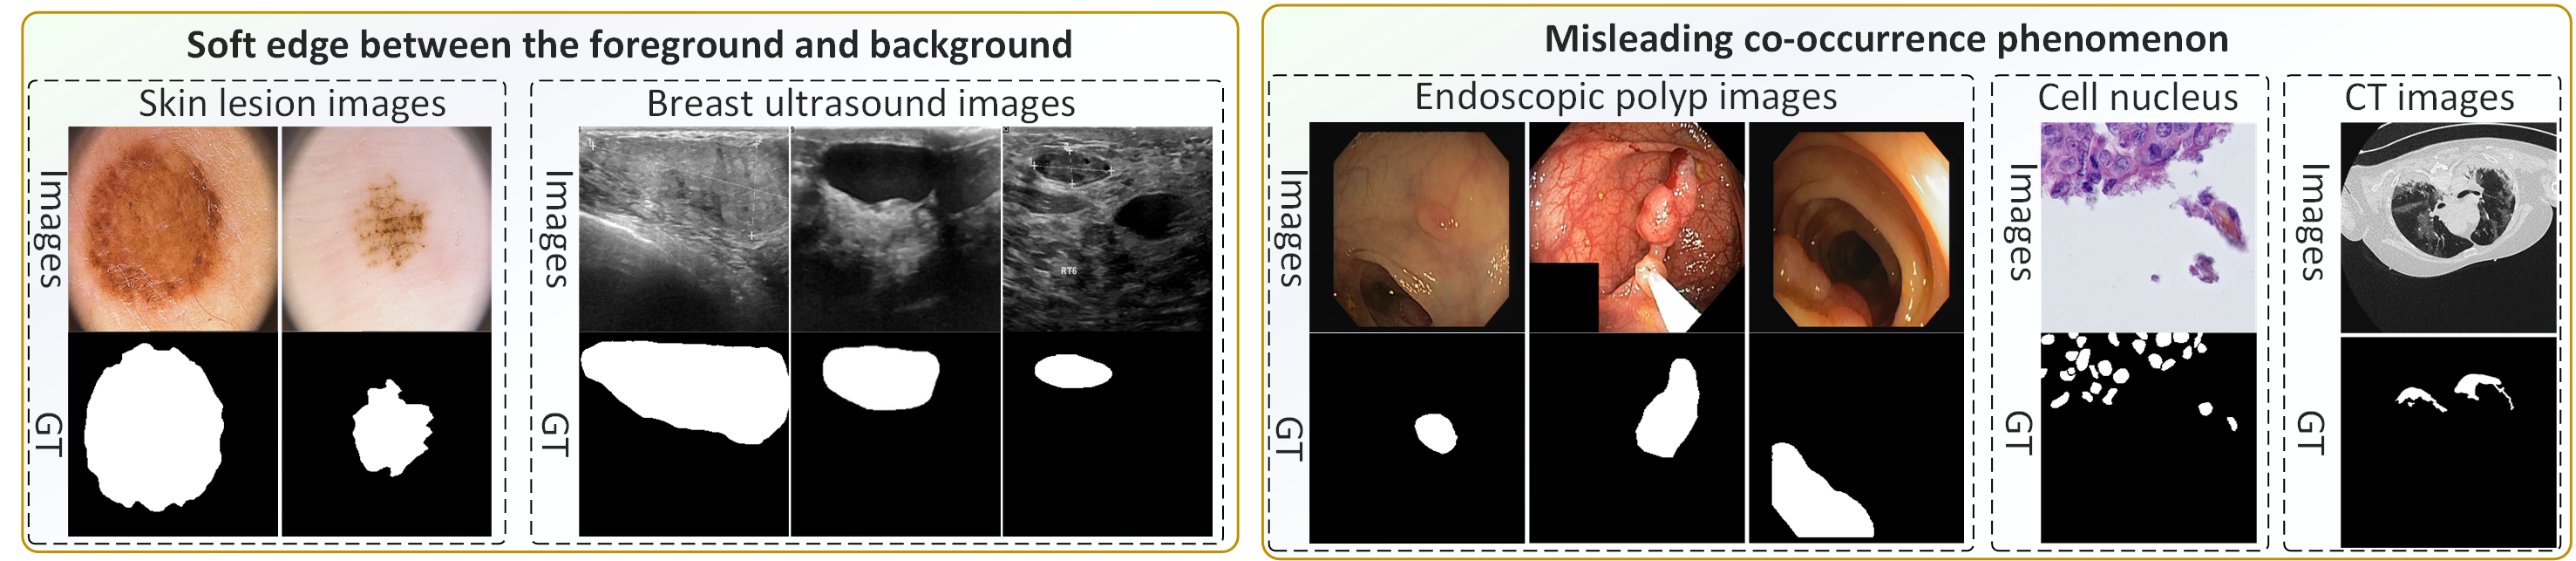 Soft edge between the foreground and background
Skin lesion images
Breast ultrasound images
Images
GT
Images
GT
RT6
Misleading co-occurrence phenomenon
Endoscopic polyp images
Cell nucleus
CT images
Images
GT
Images
GT
Images
GT